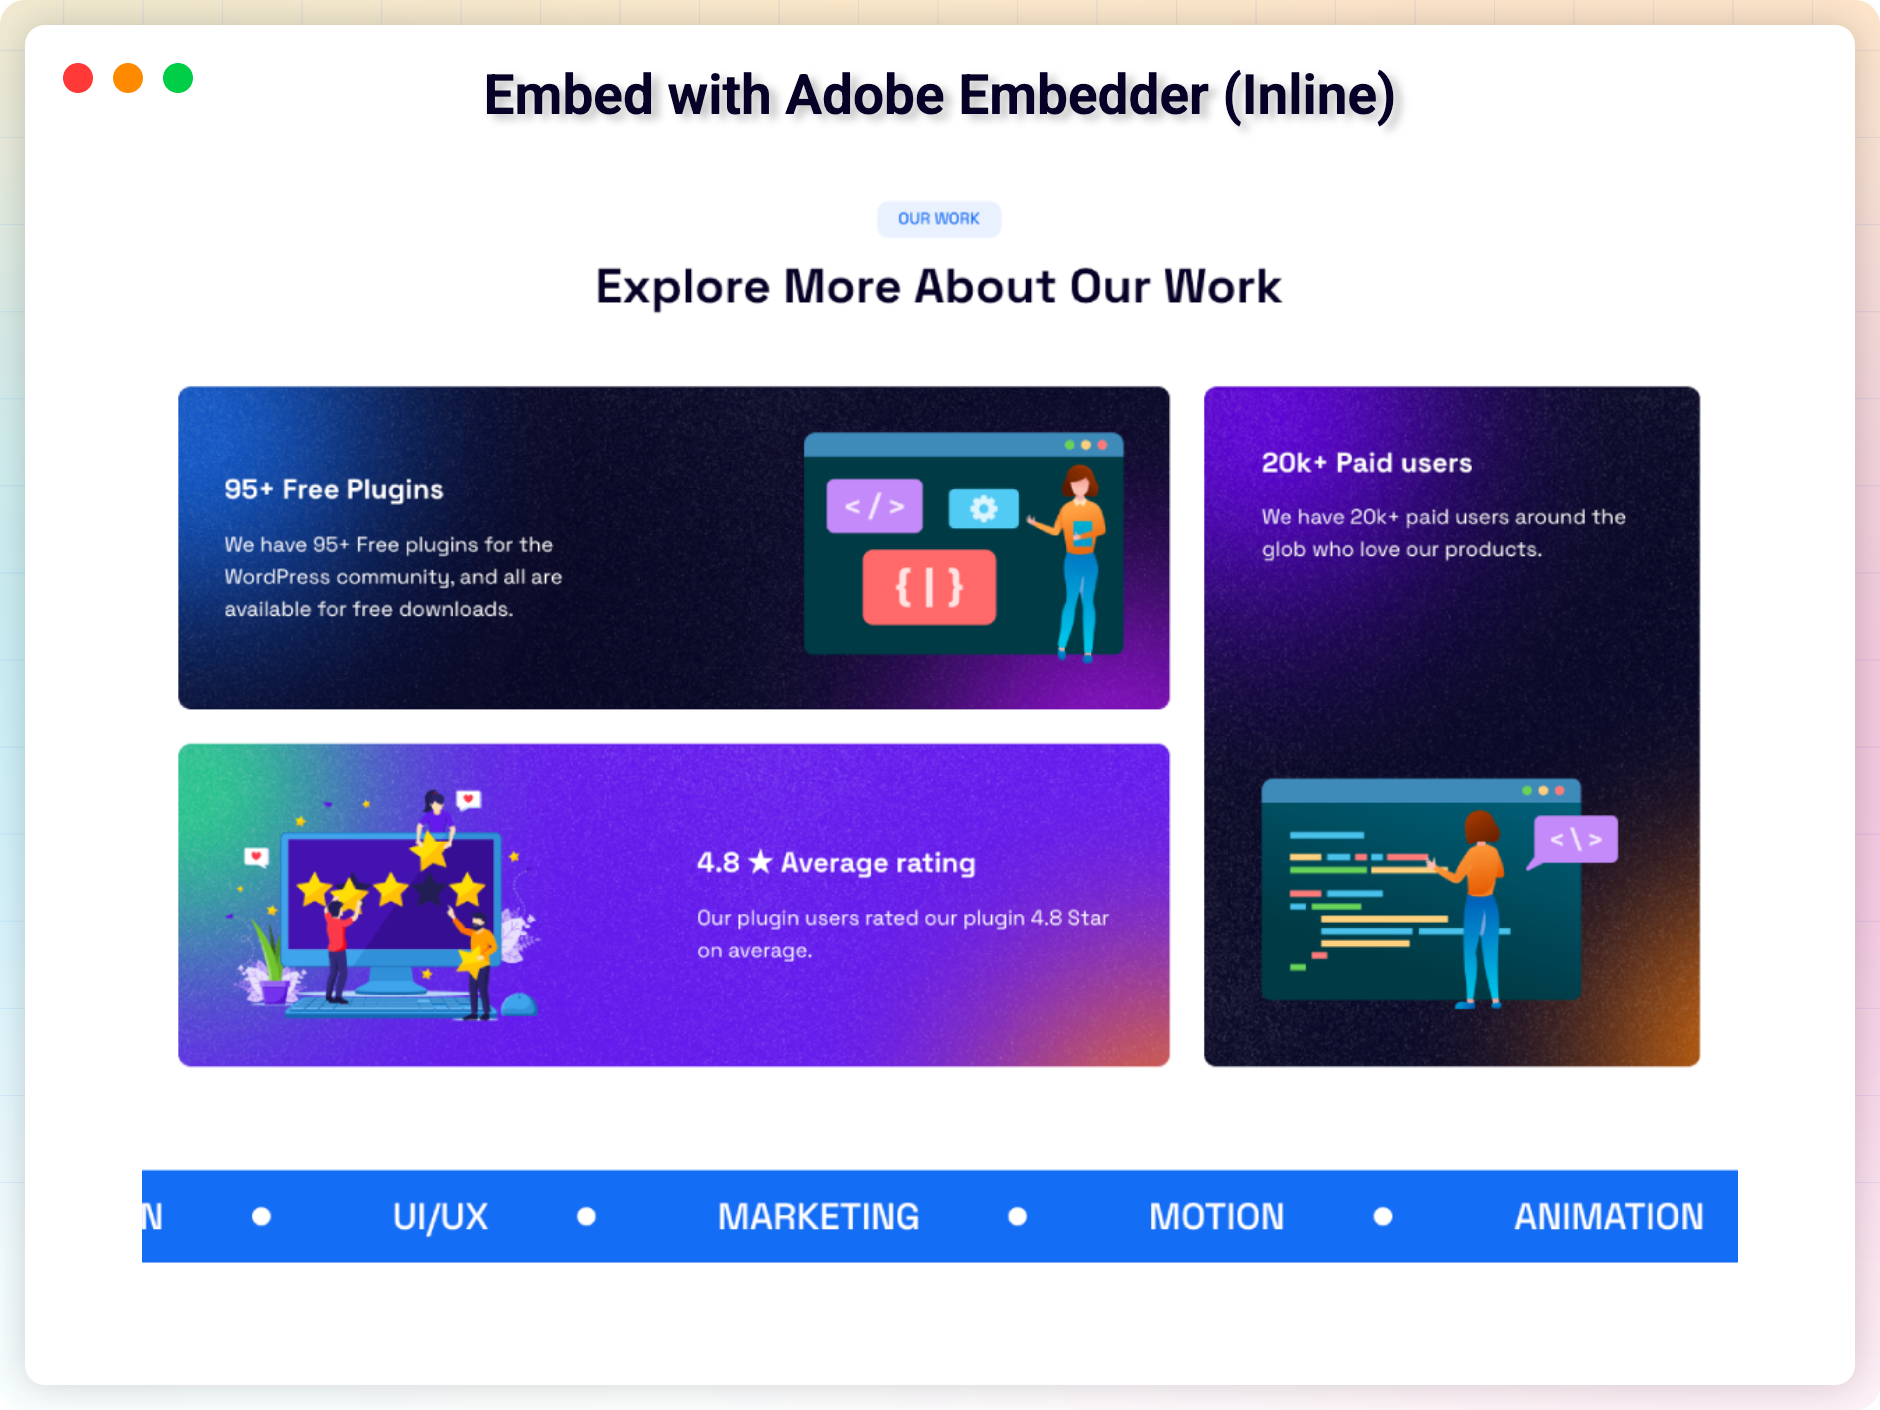 Embed with Adobe Embedder (Inline)
OUR WORK
Explore More About Our Work
95+ Free Plugins
We have 95+ Free plugins for the
WordPress community, and all are
available for free downloads.
</>
{|}
20k+ Paid users
We have 20k+ paid users around the
glob who love our products.
<\>
4.8 ★ Average rating
Our plugin users rated our plugin 4.8 Star
on average.
N • UI/UX • MARKETING • MOTION • ANIMATION